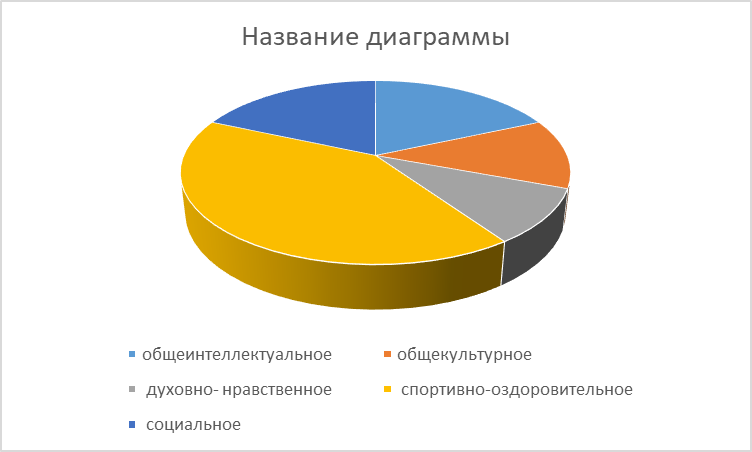 Название диаграммы
общеинтеллектуальное
общекультурное
духовно- нравственное
спортивно-оздоровительное
социальное